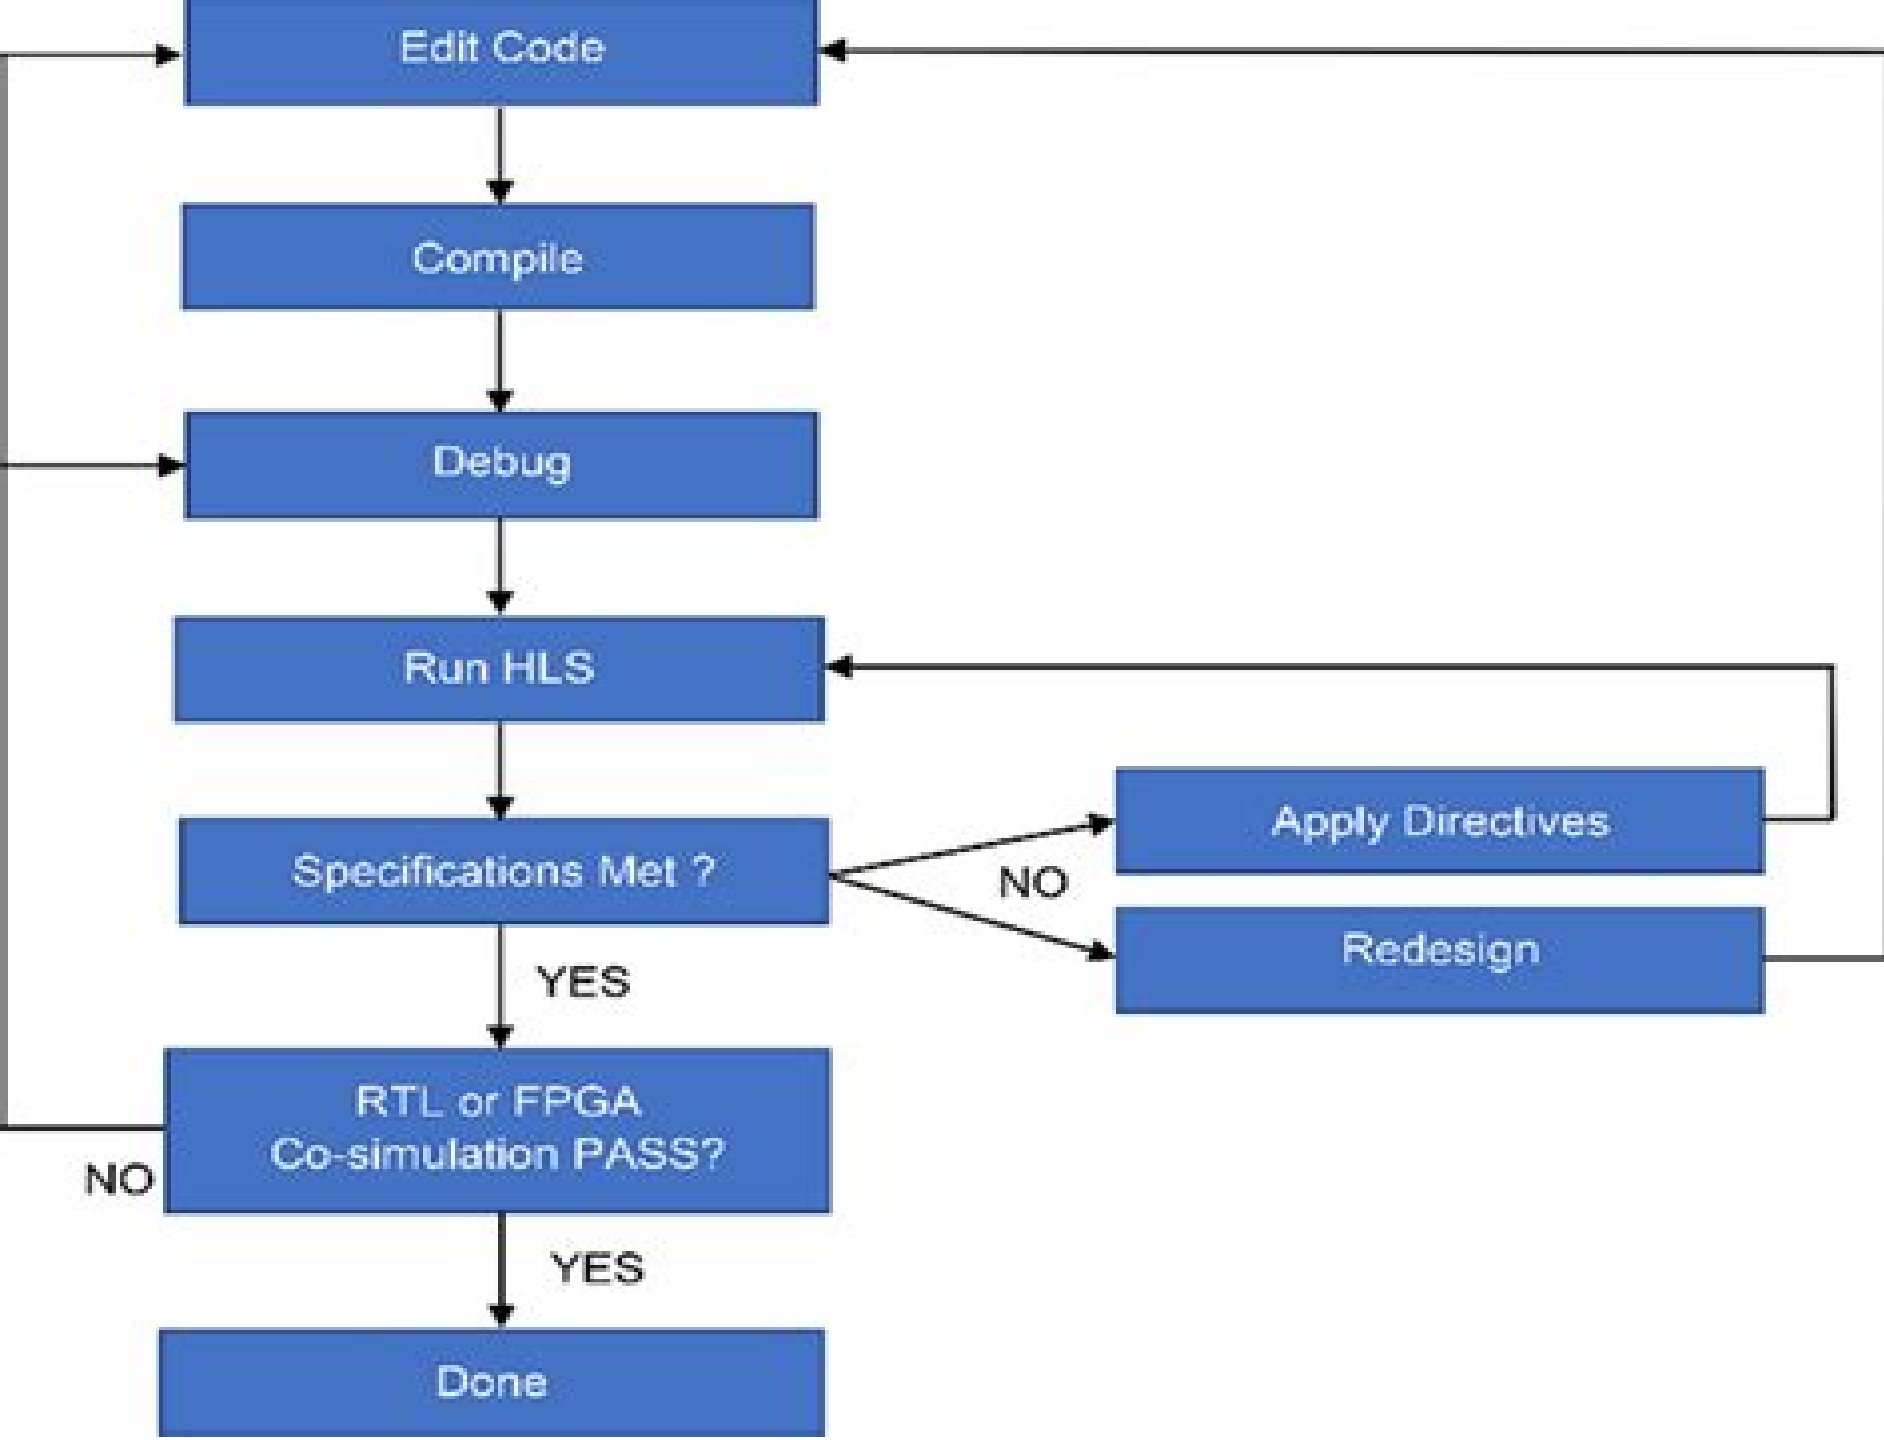 Edit Code
Compile
Debug
Run HLS
Specifications Met ?
NO
Apply Directives
Redesign
YES
RTL or FPGA
Co-simulation PASS?
NO
YES
Done